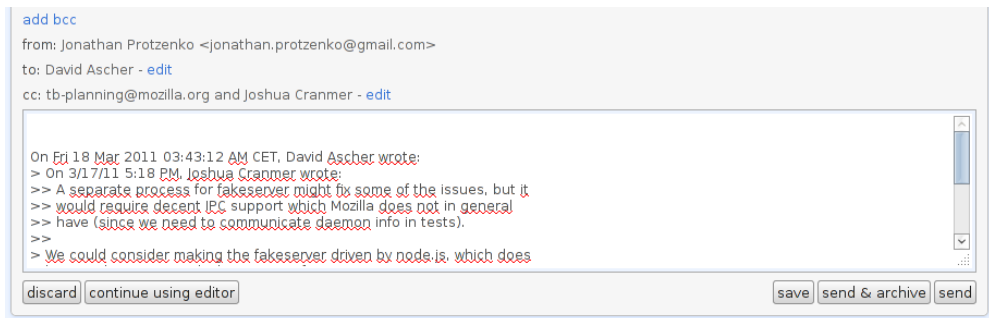 add bcc
from: Jonathan Protzenko <jonathan.protzenko@gmail.com>
to: David Ascher - edit
cc: tb-planning@mozilla.org and Joshua Cranmer - edit
On Fri 18 Mar 2011 03:43:12 AM CET, David Ascher wrote:
> On 3/17/11 5:18 PM, Joshua Cranmer wrote:
>> A separate process for fakeserver might fix some of the issues, but it
>> would require decent IPC support which Mozilla does not in general
>> have (since we need to communicate daemon info in tests).
>>
> We could consider making the fakeserver driven by node.js, which does
discard continue using editor save send & archive send